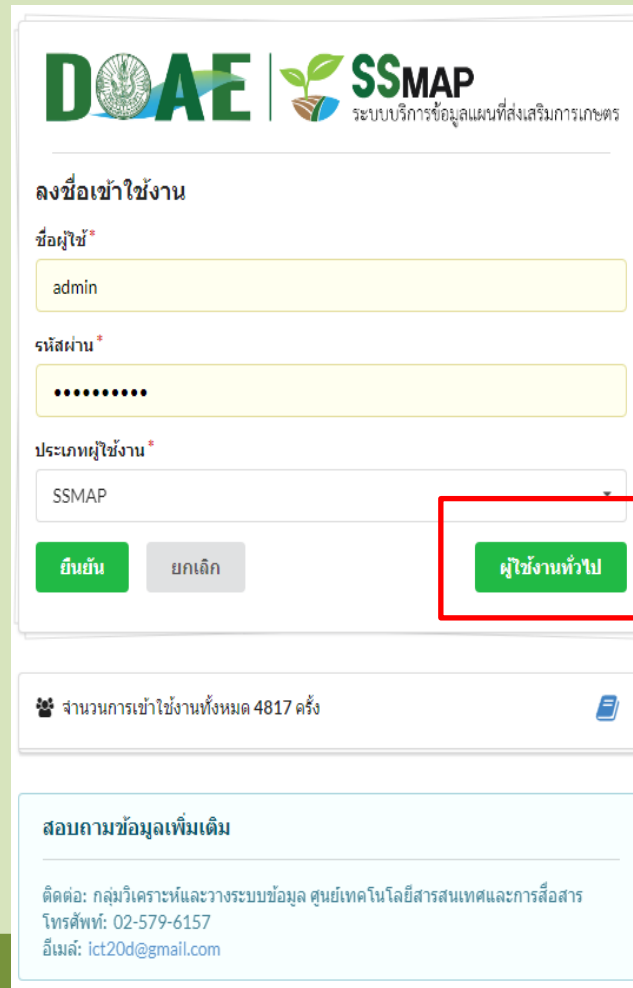 DOAE
SSMAP
ระบบบริการข้อมูลแผนที่ส่งเสริมการเกษตร
ลงชื่อเข้าใช้งาน
ชื่อผู้ใช้ *
admin
รหัสผ่าน *
••••••••••
ประเภทผู้ใช้งาน *
SSMAP
ยืนยัน ยกเลิก ผู้ใช้งานทั่วไป
จำนวนการเข้าใช้งานทั้งหมด 4817 ครั้ง
สอบถามข้อมูลเพิ่มเติม
ติดต่อ: กลุ่มวิเคราะห์และวางระบบข้อมูล ศูนย์เทคโนโลยีสารสนเทศและการสื่อสาร
โทรศัพท์: 02-579-6157
อีเมล์: ict20d@gmail.com